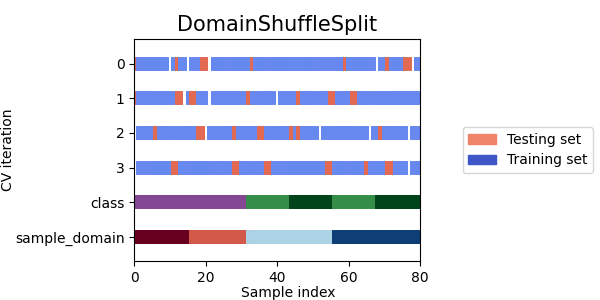 DomainShuffleSplit
CV iteration
0
1
2
3
class
sample_domain
0 20 40 60 80
Sample index
Testing set
Training set